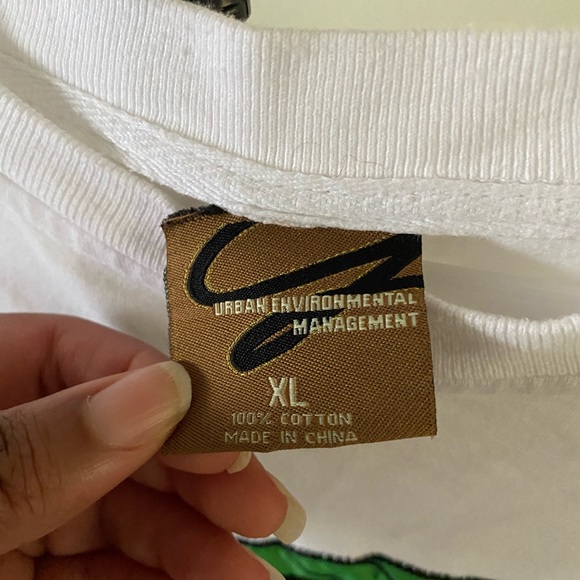 URBAN ENVIRONMENTAL
MANAGEMENT
XL
100% COTTON
MADE IN CHINA